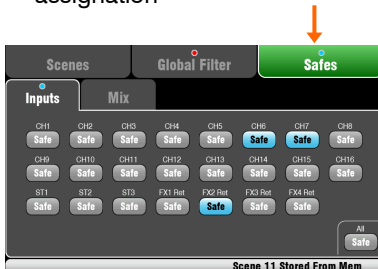 assignation
Scenes Global Filter Safes
Inputs Mix
CH1 CH2 CH3 CH4 CH5 CH6 CH7 CH8
Safe Safe Safe Safe Safe Safe Safe Safe
CH9 CH10 CH11 CH12 CH13 CH14 CH15 CH16
Safe Safe Safe Safe Safe Safe Safe Safe
ST1 ST2 ST3 FX1 Ret FX2 Ret FX3 Ret FX4 Ret
Safe Safe Safe Safe Safe Safe Safe
All
Safe
Scene 11 Stored From Mem